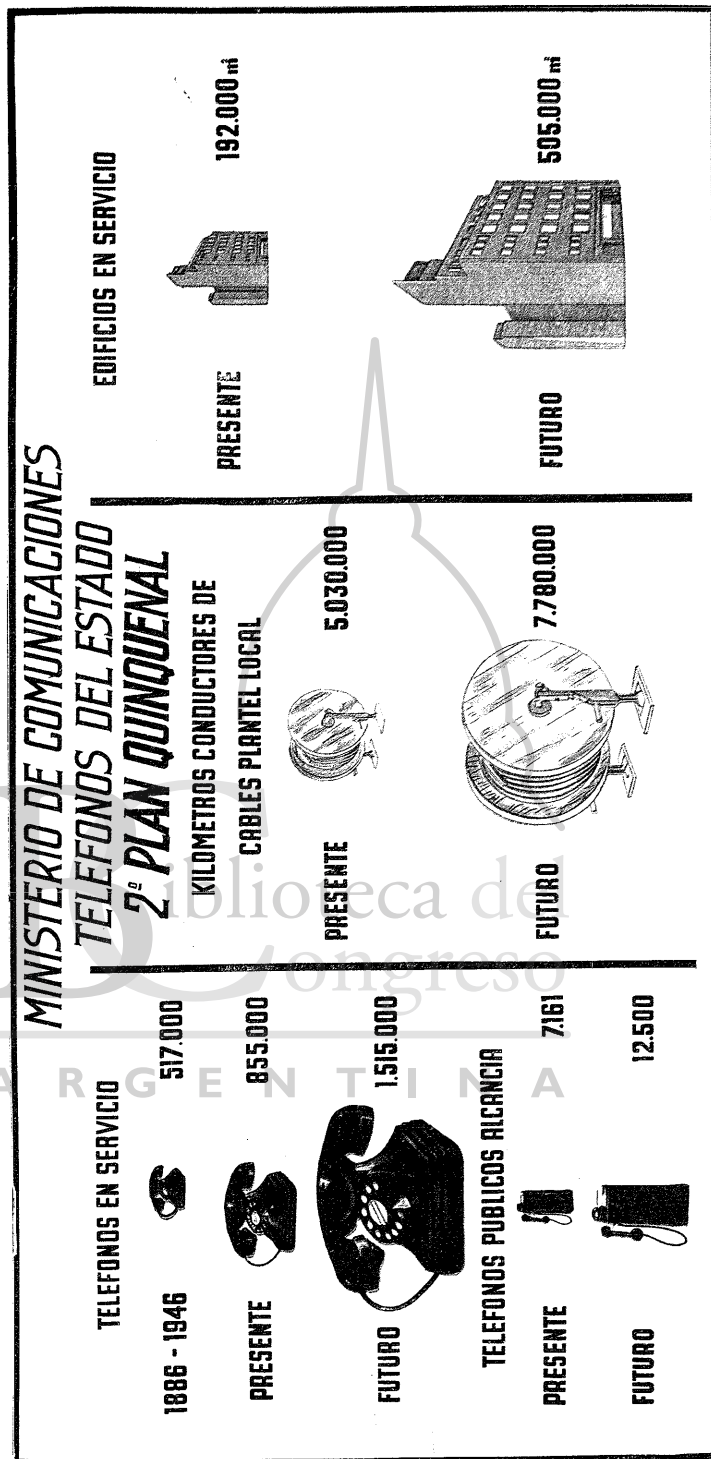 MINISTERIO DE COMUNICACIONES
TELEFONOS DEL ESTADO
2º PLAN QUINQUENAL
TELEFONOS EN SERVICIO
1886 - 1946 517.000
PRESENTE 855.000
FUTURO 1.515.000
TELEFONOS PUBLICOS ALCANCIA
PRESENTE 7.161
FUTURO 12.500
KILOMETROS CONDUCTORES DE
CABLES PLANTEL LOCAL
PRESENTE 5.030.000
FUTURO 7.780.000
EDIFICIOS EN SERVICIO
PRESENTE 192.000 m²
FUTURO 505.000 m²
Biblioteca del
Congreso
ARGENTINA